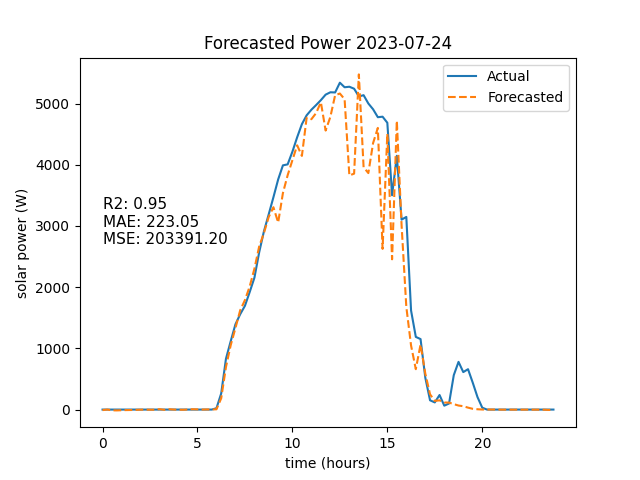 Forecasted Power 2023-07-24
Actual
Forecasted
R2: 0.95
MAE: 223.05
MSE: 203391.20
solar power (W)
5000
4000
3000
2000
1000
0
0 5 10 15 20
time (hours)